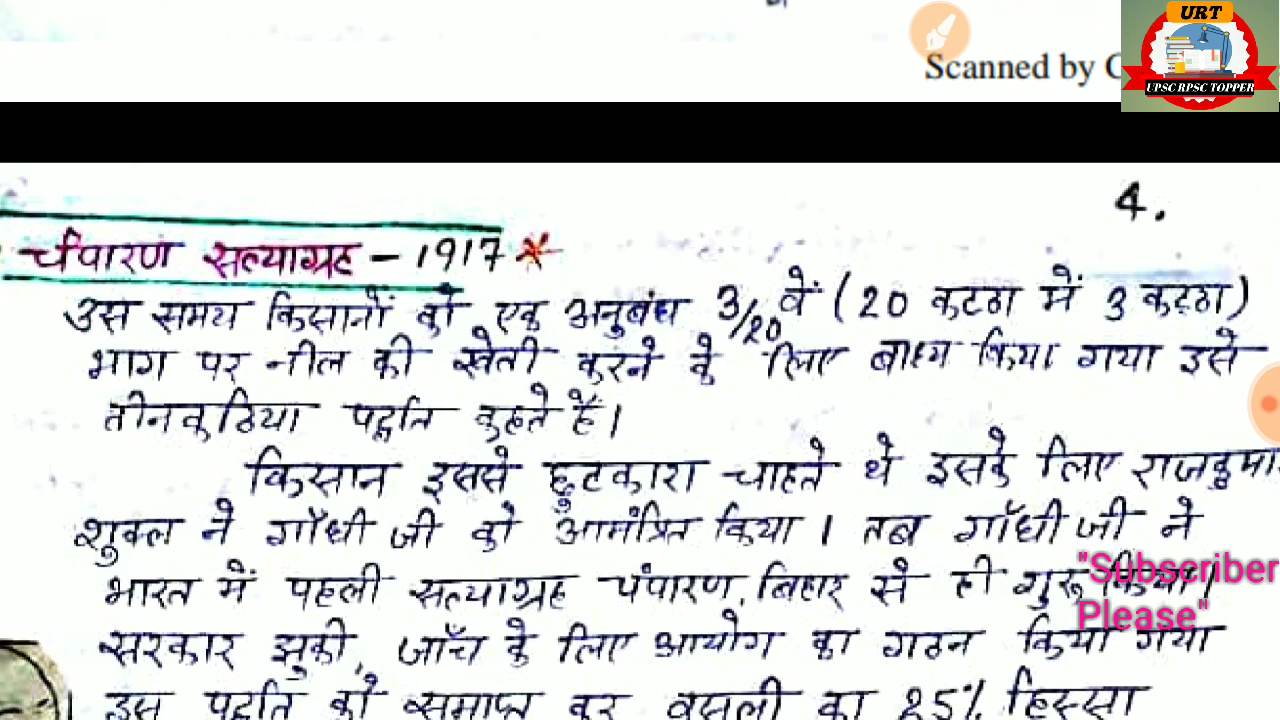 URT
Scanned by C
UPSC RPSC TOPPER
4.
चंपारण सत्याग्रह - 1917 *
उस समय किसानों को एक अनुबंध 3/20 वें (20 कटठा में 3 कटठा)
भाग पर नील की खेती करने के लिए बाध्य किया गया इसे
तीनकठिया पद्धति कहते हैं।
किसान इससे छुटकारा चाहते थे इसके लिए राजकुमार
शुक्ल ने गाँधी जी को आमंत्रित किया। तब गाँधी जी ने
भारत में पहली सत्याग्रह चंपारण, बिहार से ही शुरू किया।
"Subscriber
Please"
सरकार झुकी, जाँच के लिए आयोग का गठन किया गया
उस पद्धति को समाप्त कर वसूली का 25% हिस्सा